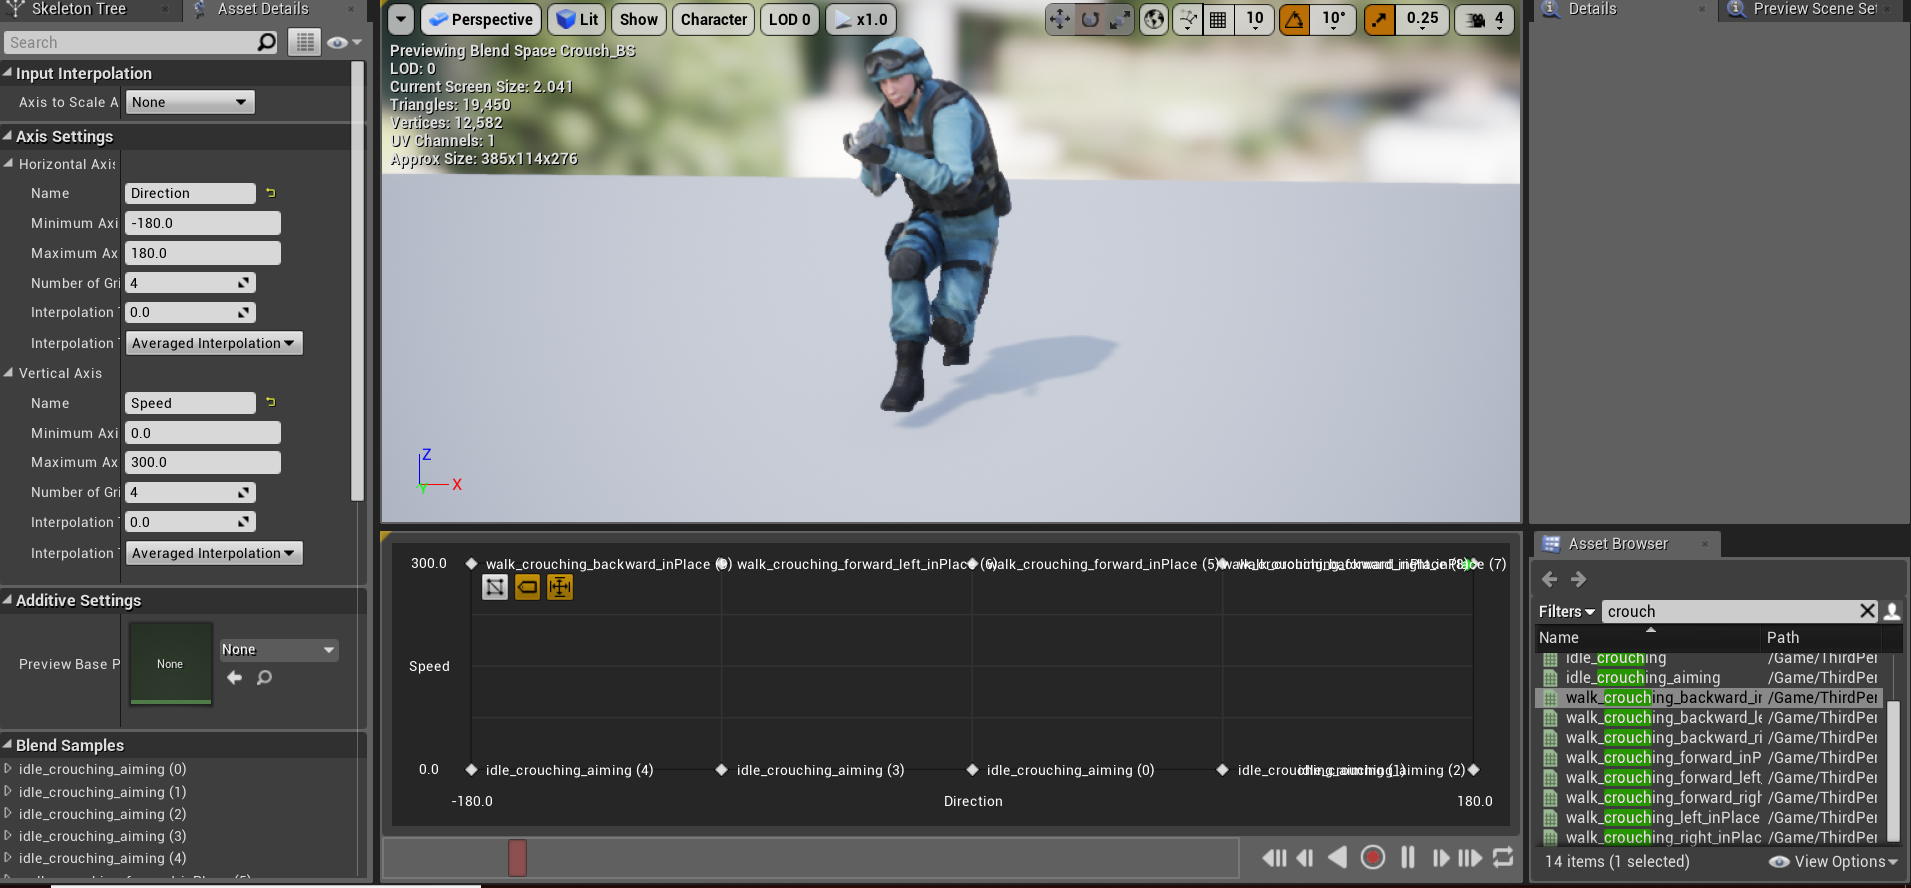 Skeleton Tree
Asset Details
Search
Input Interpolation
Axis to Scale A
None
Axis Settings
Horizontal Axis
Name
Direction
Minimum Axi
-180.0
Maximum Ax
180.0
Number of Gri
4
Interpolation
0.0
Interpolation
Averaged Interpolation
Vertical Axis
Name
Speed
Minimum Axi
0.0
Maximum Ax
300.0
Number of Gri
4
Interpolation
0.0
Interpolation
Averaged Interpolation
Additive Settings
Preview Base P
None
None
Blend Samples
idle_crouching_aiming (0)
idle_crouching_aiming (1)
idle_crouching_aiming (2)
idle_crouching_aiming (3)
idle_crouching_aiming (4)
Perspective
Lit
Show
Character
LOD 0
x1.0
10
10°
0.25
4
Previewing Blend Space Crouch_BS
LOD: 0
Current Screen Size: 2.041
Triangles: 19,450
Vertices: 12,582
UV Channels: 1
Approx Size: 385x114x276
Z
X
Y
300.0
walk_crouching_backward_inPlace
walk_crouching_forward_left_inPlace (6)
walk_crouching_forward_inPlace (5)
(7)
Speed
0.0
idle_crouching_aiming (4)
idle_crouching_aiming (3)
idle_crouching_aiming (0)
idle_crouching_aiming (2)
-180.0
Direction
180.0
Details
Preview Scene Set
Asset Browser
Filters
crouch
Name
Path
idle_crouching
/Game/ThirdPer
idle_crouching_aiming
/Game/ThirdPer
walk_crouching_backward_in
/Game/ThirdPer
walk_crouching_backward_le
/Game/ThirdPer
walk_crouching_backward_ri
/Game/ThirdPer
walk_crouching_forward_inP
/Game/ThirdPer
walk_crouching_forward_left_
/Game/ThirdPer
walk_crouching_forward_righ
/Game/ThirdPer
walk_crouching_left_inPlace
/Game/ThirdPer
walk_crouching_right_inPlac
/Game/ThirdPer
14 items (1 selected)
View Options